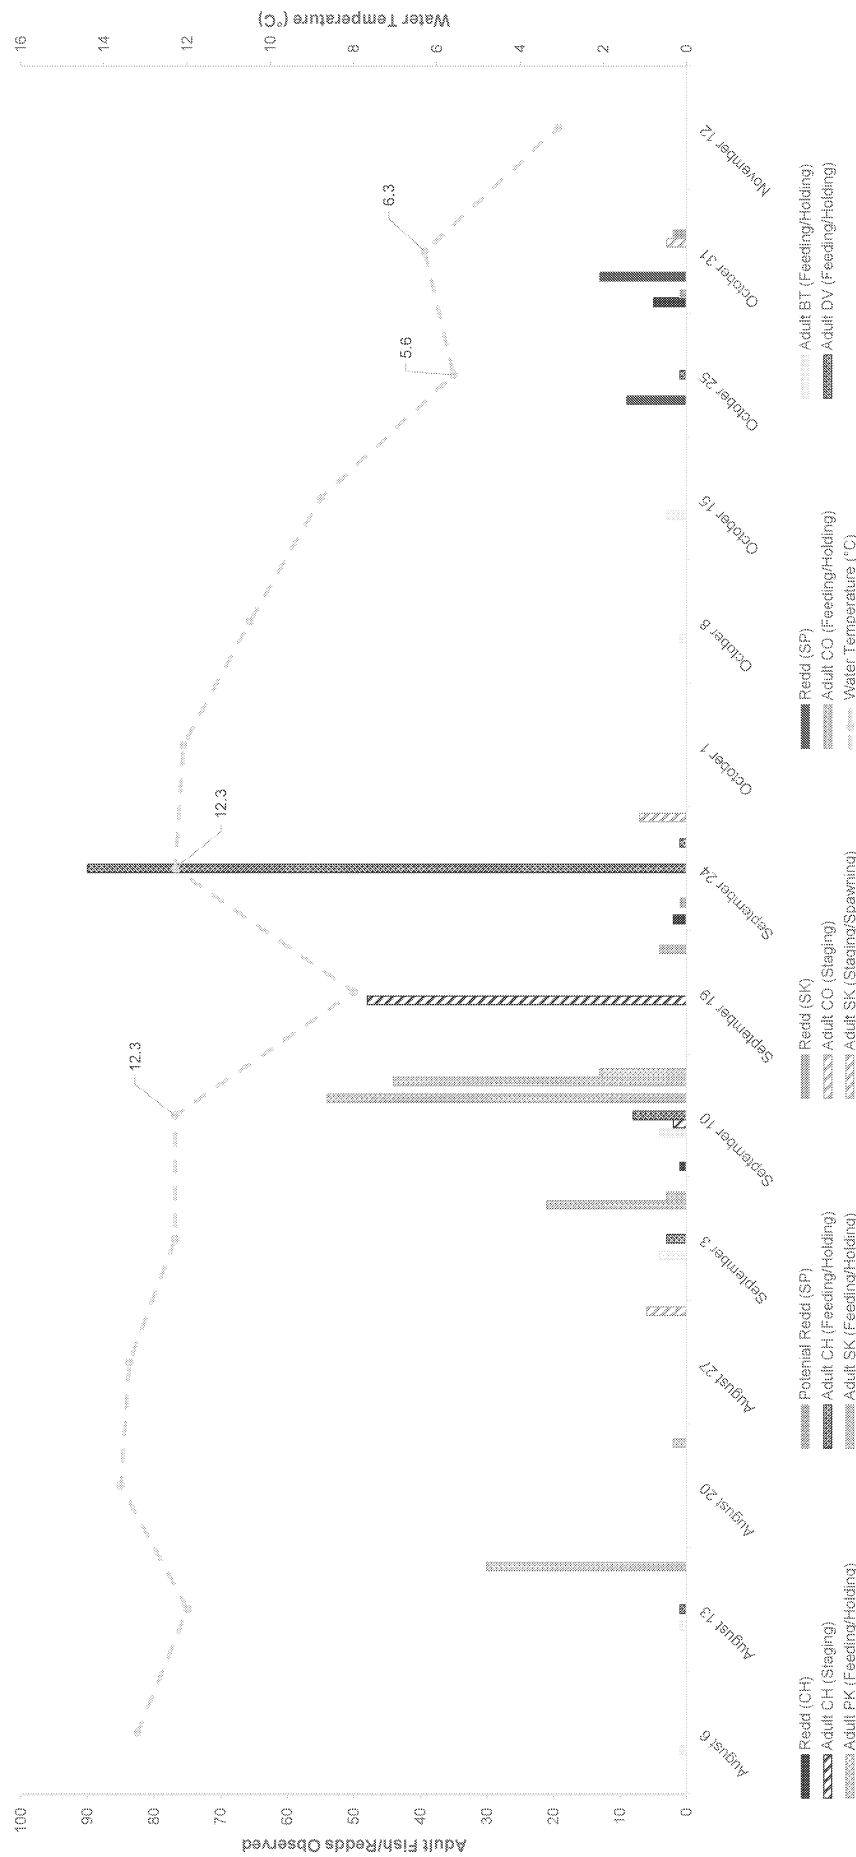 Adult Fish/Redds Observed
100
90
80
70
60
50
40
30
20
10
0
12.3
12.3
5.6
6.3
Water Temperature (°C)
16
14
12
10
8
6
4
2
0
August 6
August 13
August 20
August 27
September 3
September 10
September 19
September 24
October 1
October 8
October 15
October 25
October 31
November 12
Redd (CH)
Potenial Redd (SP)
Redd (SK)
Redd (SP)
Adult BT (Feeding/Holding)
Adult CH (Staging)
Adult CH (Feeding/Holding)
Adult CO (Staging)
Adult CO (Feeding/Holding)
Adult DV (Feeding/Holding)
Adult PK (Feeding/Holding)
Adult SK (Feeding/Holding)
Adult SK (Staging/Spawning)
Water Temperature (°C)